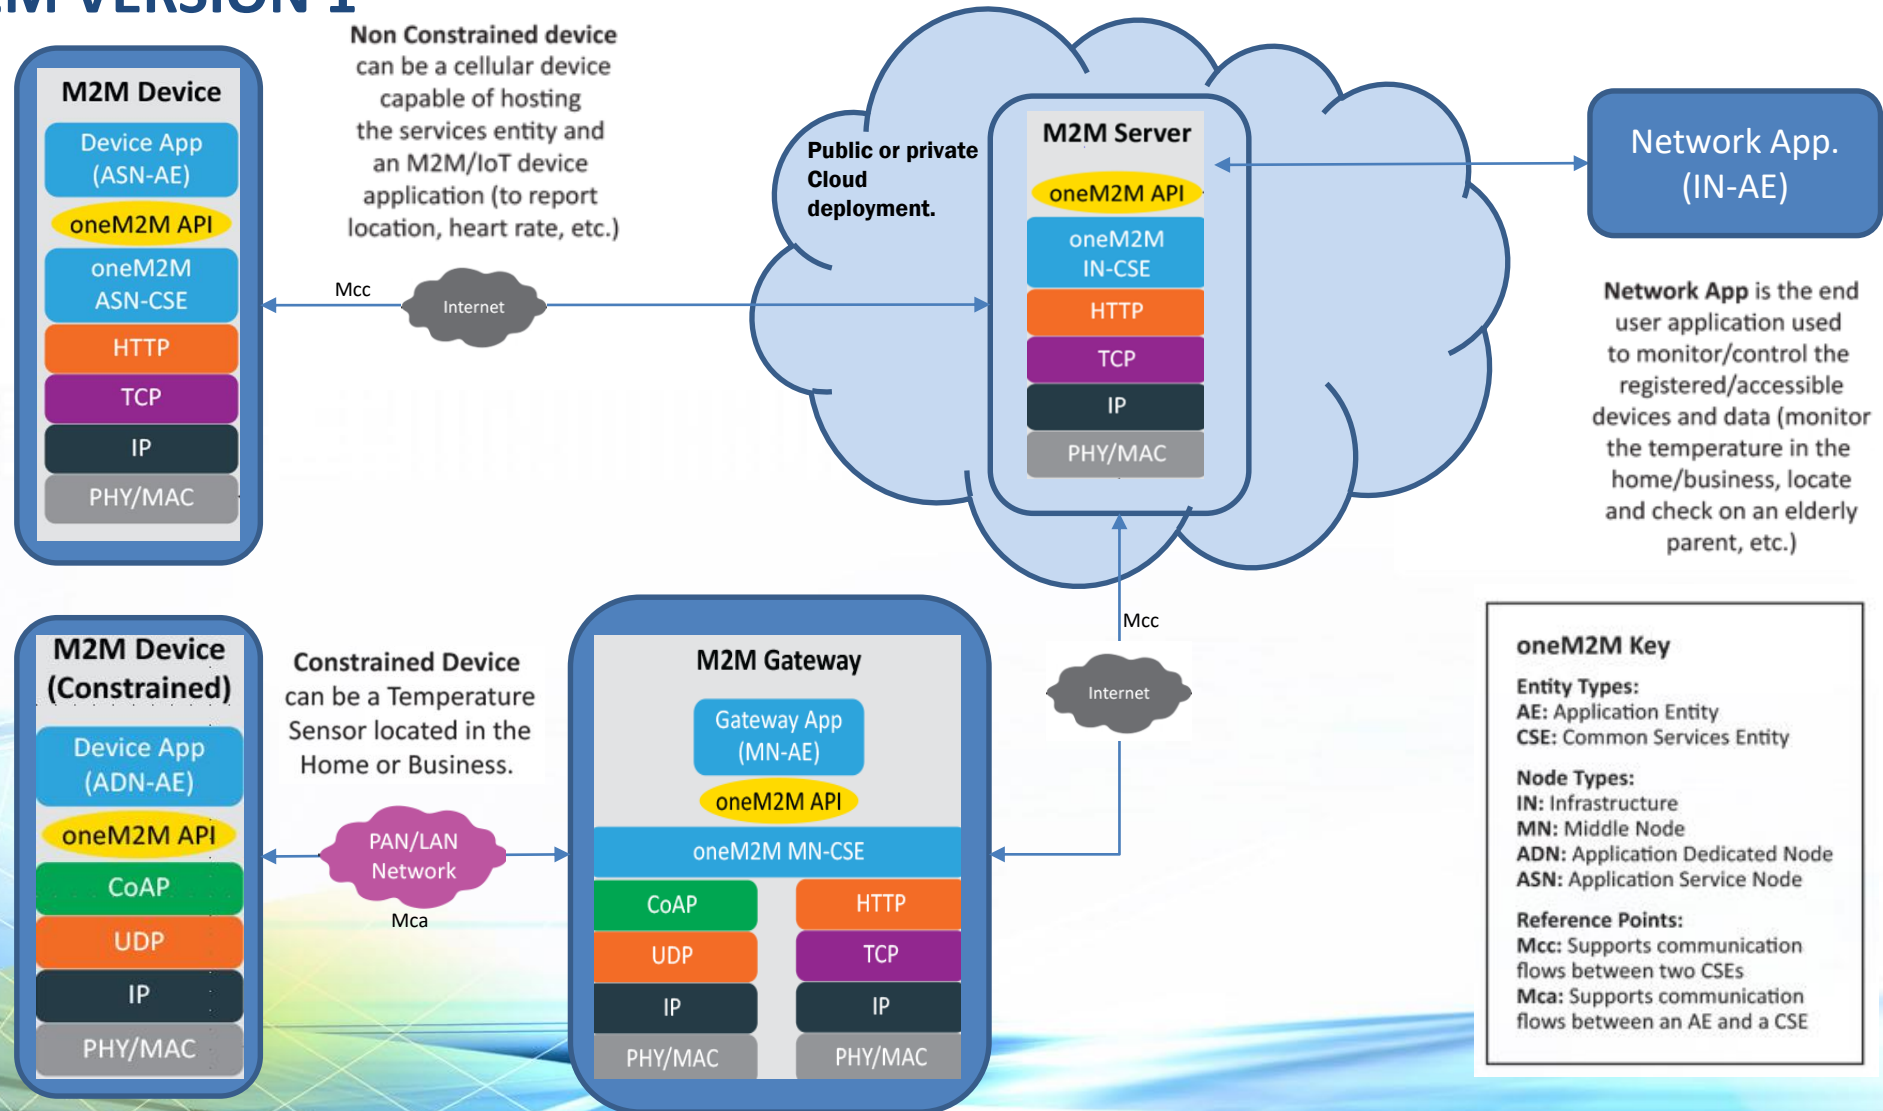 VERSION 1
Non Constrained device
can be a cellular device
capable of hosting
the services entity and
an M2M/IoT device
application (to report
location, heart rate, etc.)
M2M Device
Device App
(ASN-AE)
oneM2M API
oneM2M
ASN-CSE
HTTP
TCP
IP
PHY/MAC
Mcc
Internet
Public or private
Cloud
deployment.
M2M Server
oneM2M API
oneM2M
IN-CSE
HTTP
TCP
IP
PHY/MAC
Network App.
(IN-AE)
Network App is the end
user application used
to monitor/control the
registered/accessible
devices and data (monitor
the temperature in the
home/business, locate
and check on an elderly
parent, etc.)
M2M Device
(Constrained)
Device App
(ADN-AE)
oneM2M API
CoAP
UDP
IP
PHY/MAC
Constrained Device
can be a Temperature
Sensor located in the
Home or Business.
PAN/LAN
Network
Mca
M2M Gateway
Gateway App
(MN-AE)
oneM2M API
oneM2M MN-CSE
CoAP
UDP
IP
PHY/MAC
HTTP
TCP
IP
PHY/MAC
Mcc
Internet
oneM2M Key
Entity Types:
AE: Application Entity
CSE: Common Services Entity
Node Types:
IN: Infrastructure
MN: Middle Node
ADN: Application Dedicated Node
ASN: Application Service Node
Reference Points:
Mcc: Supports communication
flows between two CSEs
Mca: Supports communication
flows between an AE and a CSE